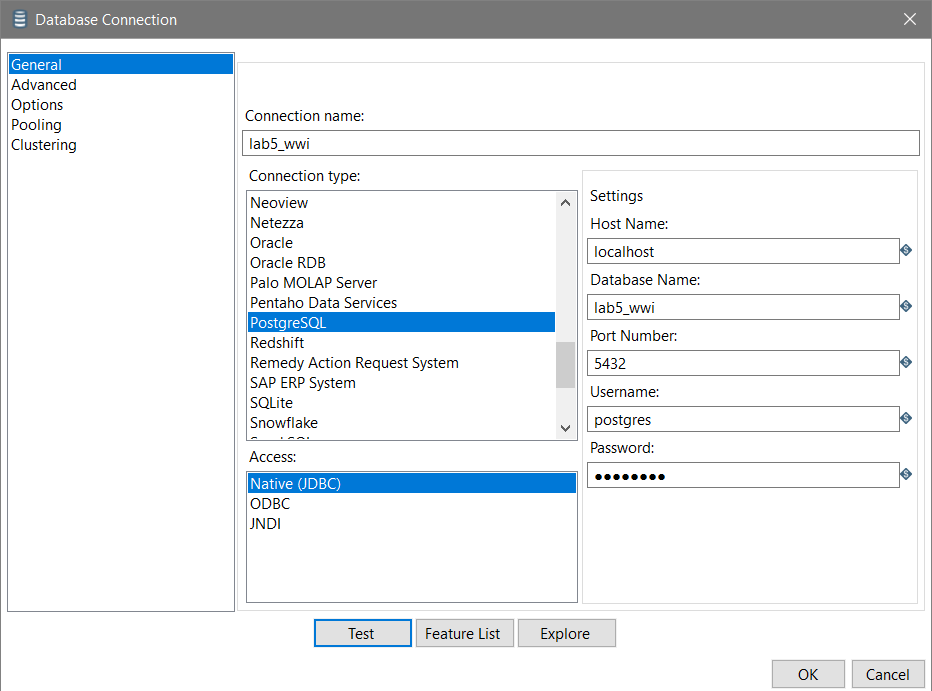 Database Connection
General
Advanced
Options
Pooling
Clustering
Connection name:
lab5_wwi
Connection type:
Neoview
Netezza
Oracle
Oracle RDB
Palo MOLAP Server
Pentaho Data Services
PostgreSQL
Redshift
Remedy Action Request System
SAP ERP System
SQLite
Snowflake
Access:
Native (JDBC)
ODBC
JNDI
Settings
Host Name:
localhost
Database Name:
lab5_wwi
Port Number:
5432
Username:
postgres
Password:
●●●●●●●●
Test
Feature List
Explore
OK
Cancel